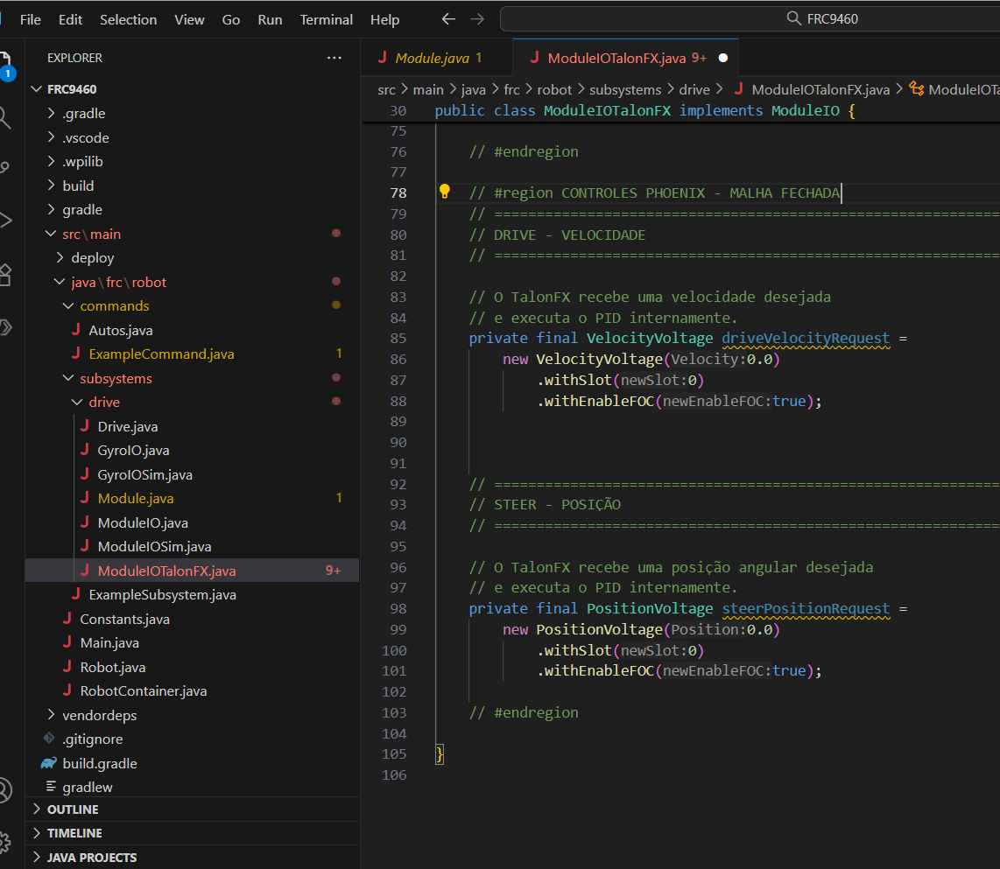 File Edit Selection View Go Run Terminal Help FRC9460
1
EXPLORER
FRC9460
.gradle
.vscode
.wpilib
build
gradle
src\main
deploy
java\frc\robot
commands
J Autos.java
J ExampleCommand.java 1
subsystems
drive
J Drive.java
J GyroIO.java
J GyroIOSim.java
J Module.java 1
J ModuleIO.java
J ModuleIOSim.java
J ModuleIOTalonFX.java 9+
J ExampleSubsystem.java
J Constants.java
J Main.java
J Robot.java
J RobotContainer.java
vendordeps
.gitignore
build.gradle
gradlew
OUTLINE
TIMELINE
JAVA PROJECTS
J Module.java 1 J ModuleIOTalonFX.java 9+
src > main > java > frc > robot > subsystems > drive > J ModuleIOTalonFX.java > ModuleIOTa
30 public class ModuleIOTalonFX implements ModuleIO {
75
76 // #endregion
77
78 // #region CONTROLES PHOENIX - MALHA FECHADA
79 // ============================================================
80 // DRIVE - VELOCIDADE
81 // ============================================================
82
83 // O TalonFX recebe uma velocidade desejada
84 // e executa o PID internamente.
85 private final VelocityVoltage driveVelocityRequest =
86 new VelocityVoltage(Velocity:0.0)
87 .withSlot(newSlot:0)
88 .withEnableFOC(newEnableFOC:true);
89
90
91
92 // ============================================================
93 // STEER - POSIÇÃO
94 // ============================================================
95
96 // O TalonFX recebe uma posição angular desejada
97 // e executa o PID internamente.
98 private final PositionVoltage steerPositionRequest =
99 new PositionVoltage(Position:0.0)
100 .withSlot(newSlot:0)
101 .withEnableFOC(newEnableFOC:true);
102
103 // #endregion
104
105 }
106